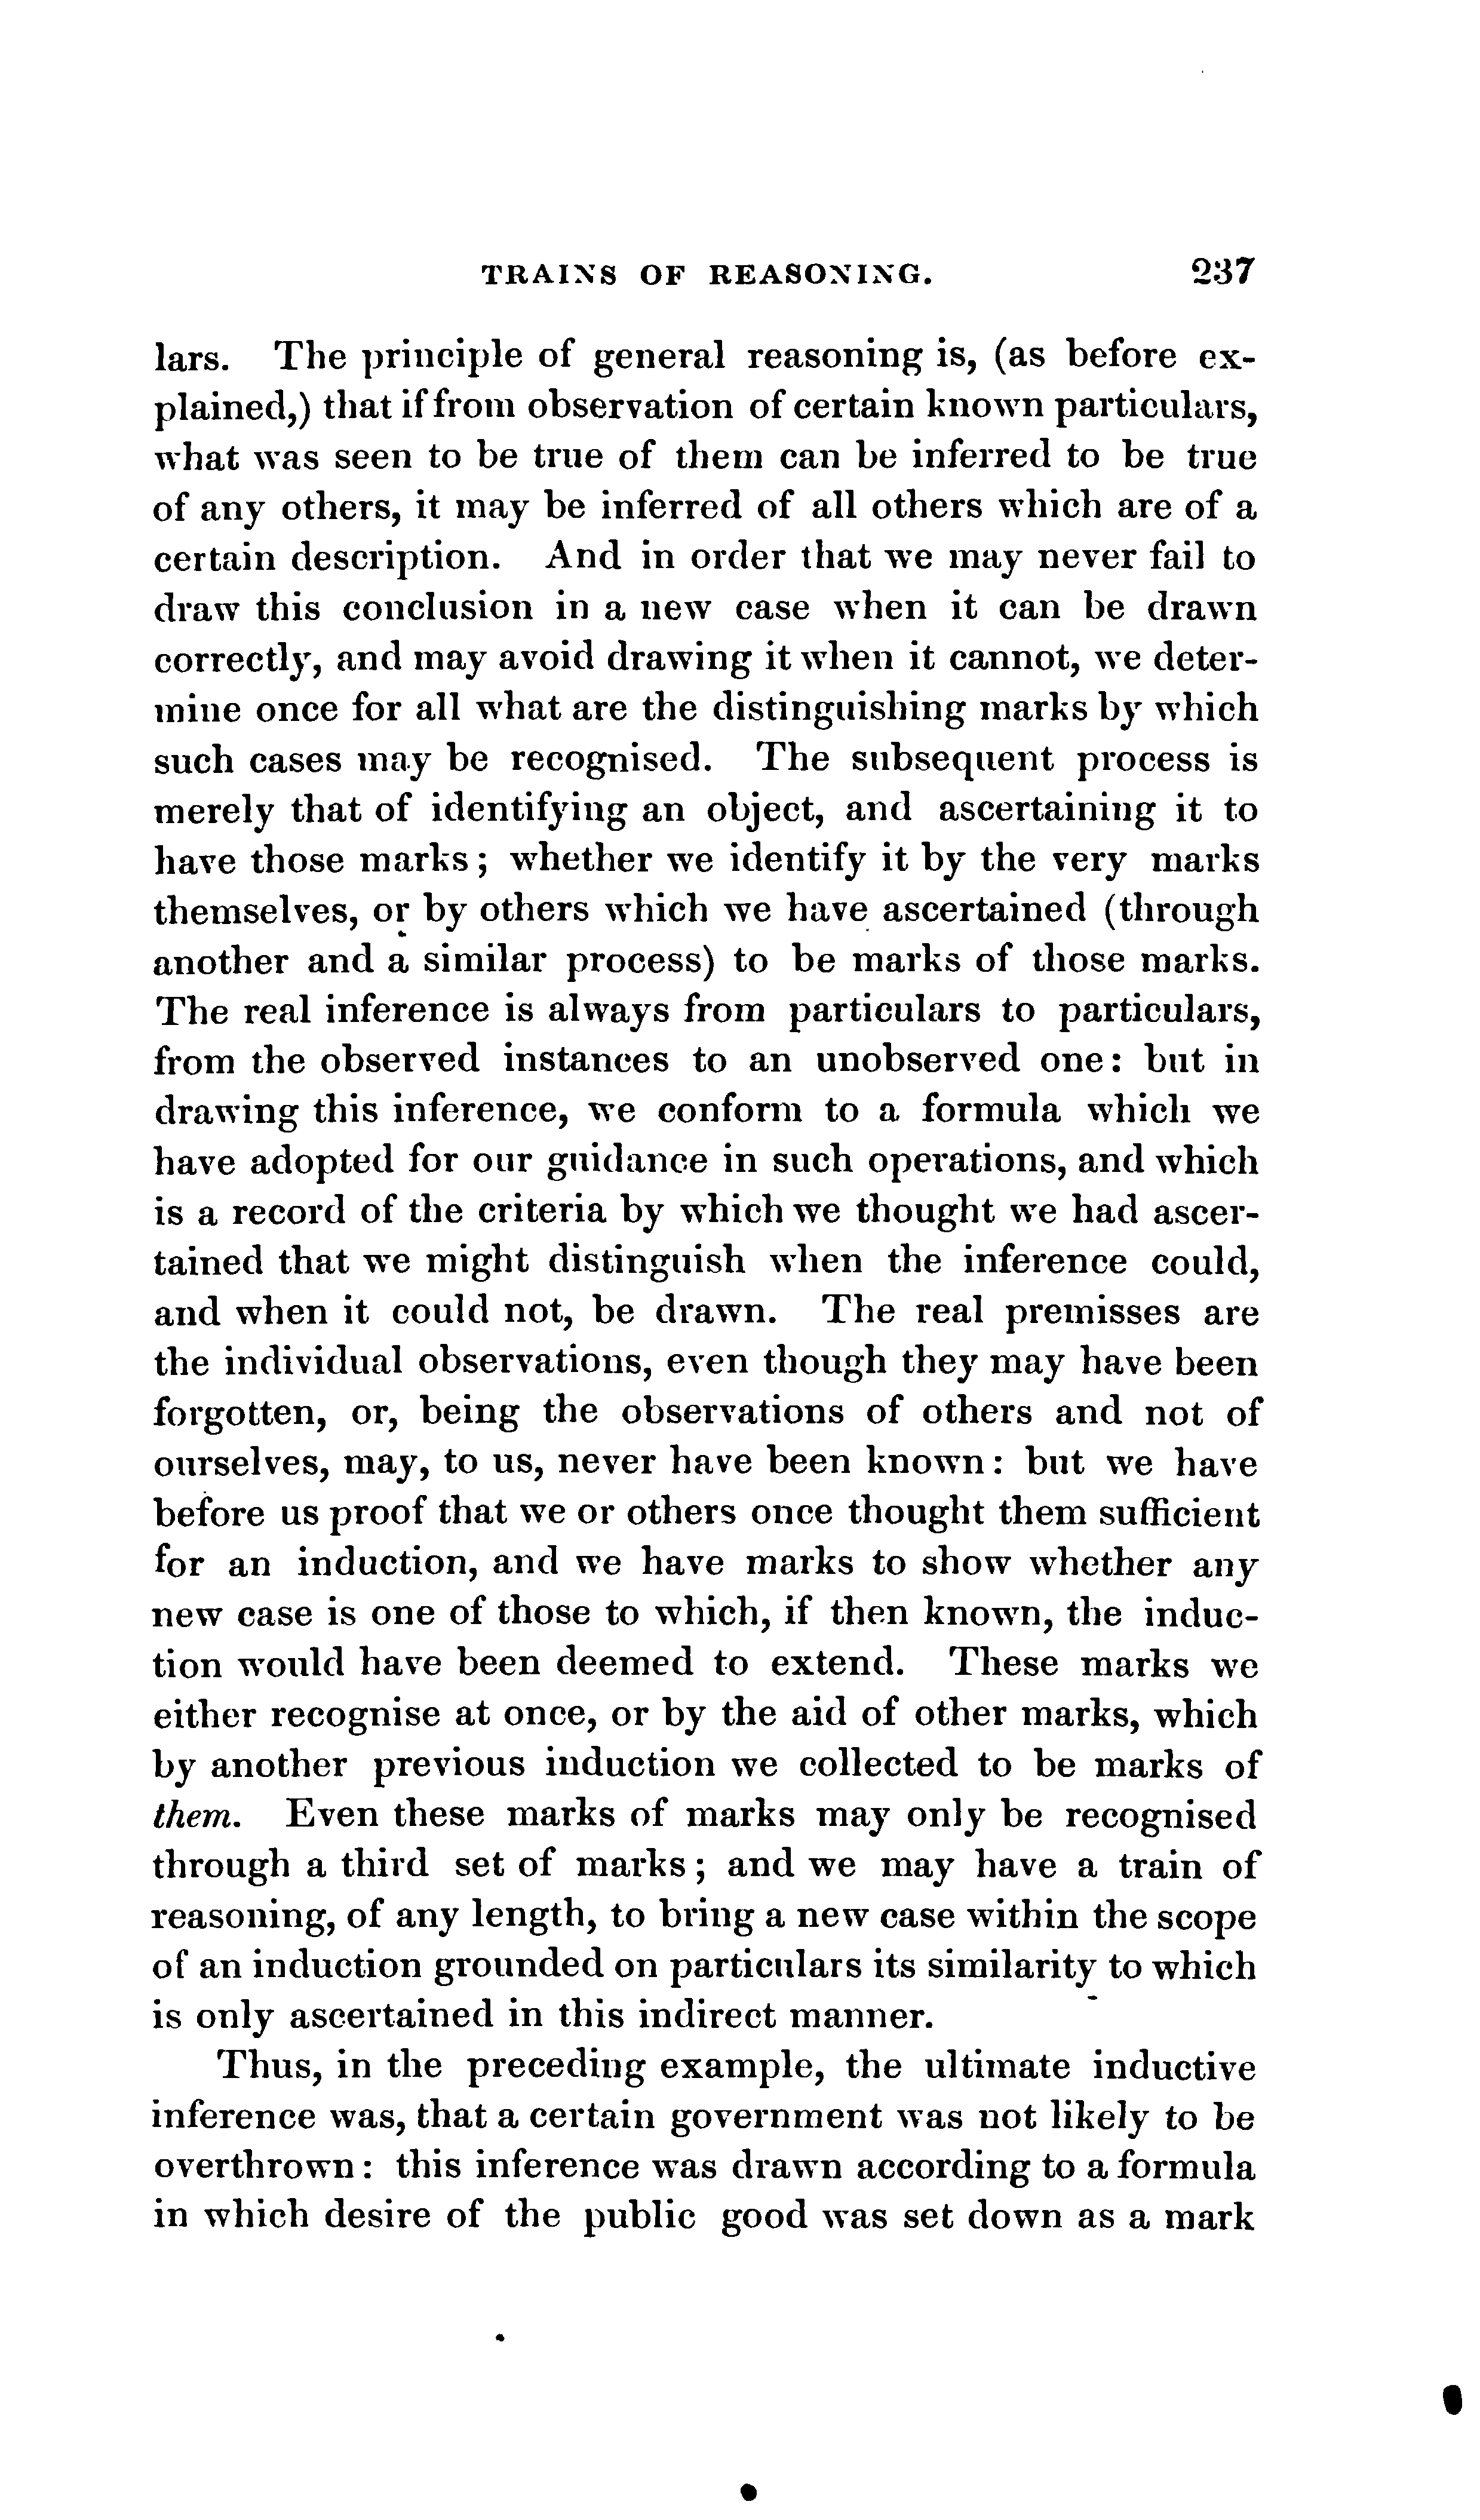 TRAINS OF REASONING. 237
lars. The principle of general reasoning is, (as before ex-
plained,) that if from observation of certain known particulars,
what was seen to be true of them can be inferred to be true
of any others, it may be inferred of all others which are of a
certain description. And in order that we may never fail to
draw this conclusion in a new case when it can be drawn
correctly, and may avoid drawing it when it cannot, we deter-
mine once for all what are the distinguishing marks by which
such cases may be recognised. The subsequent process is
merely that of identifying an object, and ascertaining it to
have those marks; whether we identify it by the very marks
themselves, or by others which we have ascertained (through
another and a similar process) to be marks of those marks.
The real inference is always from particulars to particulars,
from the observed instances to an unobserved one: but in
drawing this inference, we conform to a formula which we
have adopted for our guidance in such operations, and which
is a record of the criteria by which we thought we had ascer-
tained that we might distinguish when the inference could,
and when it could not, be drawn. The real premisses are
the individual observations, even though they may have been
forgotten, or, being the observations of others and not of
ourselves, may, to us, never have been known: but we have
before us proof that we or others once thought them sufficient
for an induction, and we have marks to show whether any
new case is one of those to which, if then known, the induc-
tion would have been deemed to extend. These marks we
either recognise at once, or by the aid of other marks, which
by another previous induction we collected to be marks of
them. Even these marks of marks may only be recognised
through a third set of marks; and we may have a train of
reasoning, of any length, to bring a new case within the scope
of an induction grounded on particulars its similarity to which
is only ascertained in this indirect manner.
Thus, in the preceding example, the ultimate inductive
inference was, that a certain government was not likely to be
overthrown: this inference was drawn according to a formula
in which desire of the public good was set down as a mark